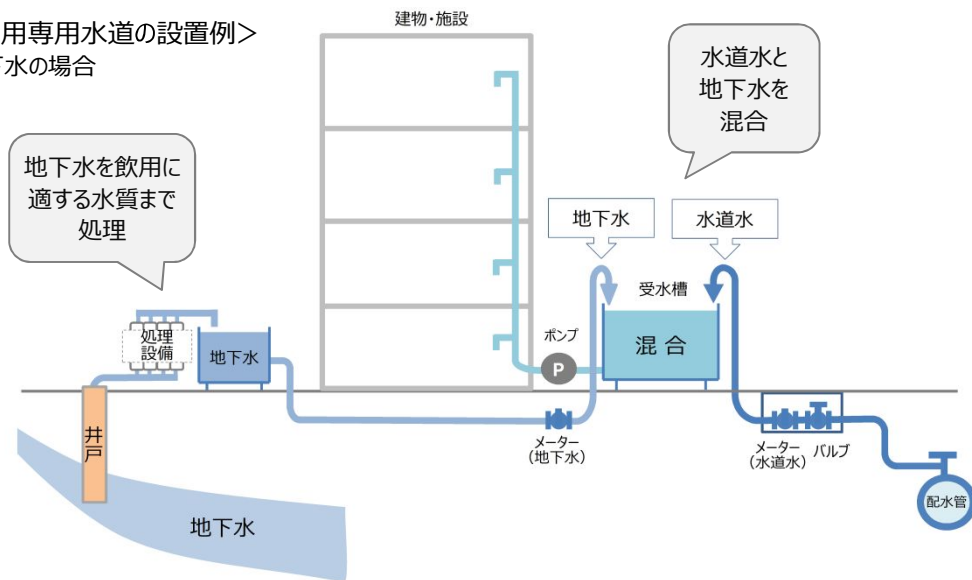 用専用水道の設置例＞
下水の場合
建物・施設
水道水と
地下水を
混合
地下水を飲用に
適する水質まで
処理
地下水
水道水
受水槽
処理
設備
地下水
ポンプ
P
混合
井戸
メーター
（地下水）
メーター
（水道水）
バルブ
配水管
地下水